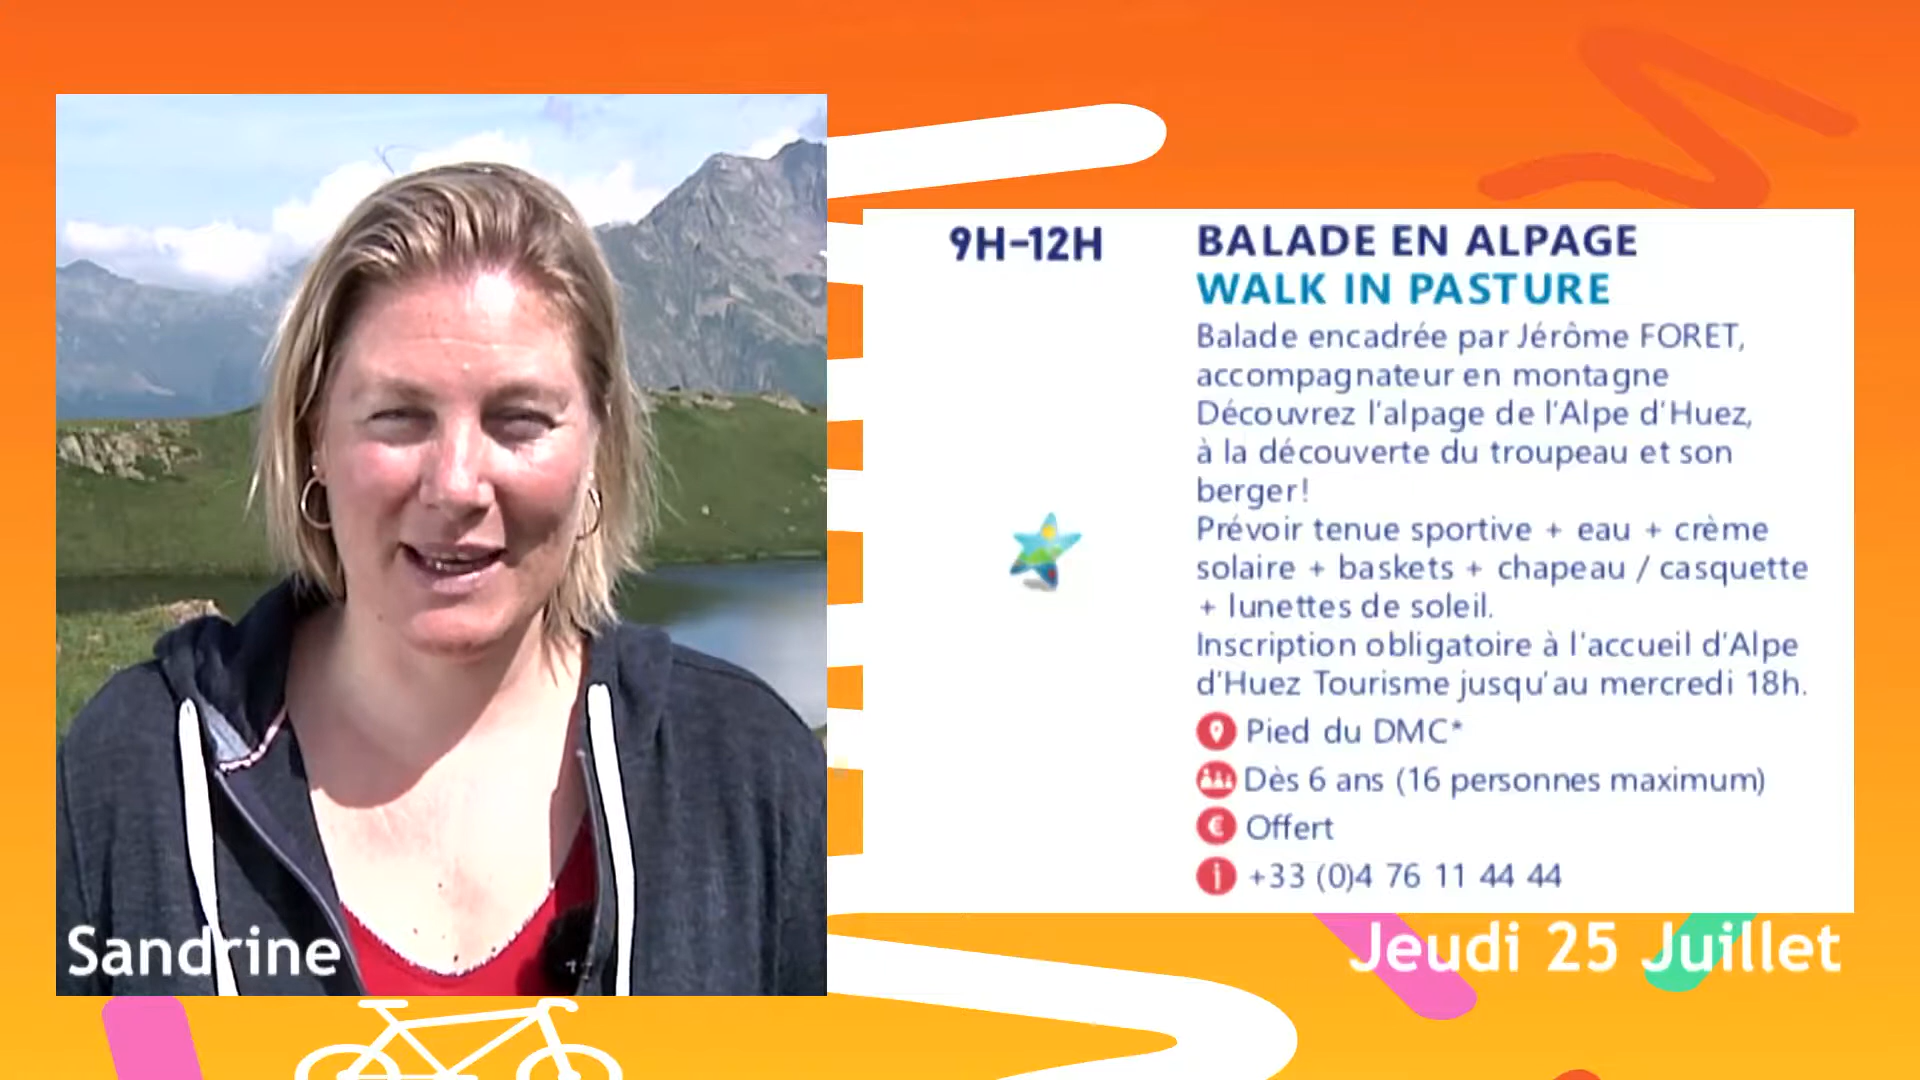 9H-12H
BALADE EN ALPAGE
WALK IN PASTURE
Balade encadrée par Jérôme FORET,
accompagnateur en montagne
Découvrez l'alpage de l'Alpe d'Huez,
à la découverte du troupeau et son
berger!
Prévoir tenue sportive + eau + crème
solaire + baskets + chapeau / casquette
+ lunettes de soleil.
Inscription obligatoire à l'accueil d'Alpe
d'Huez Tourisme jusqu'au mercredi 18h.
Pied du DMC*
Dès 6 ans (16 personnes maximum)
€ Offert
i +33 (0)4 76 11 44 44
Sandrine
Jeudi 25 Juillet